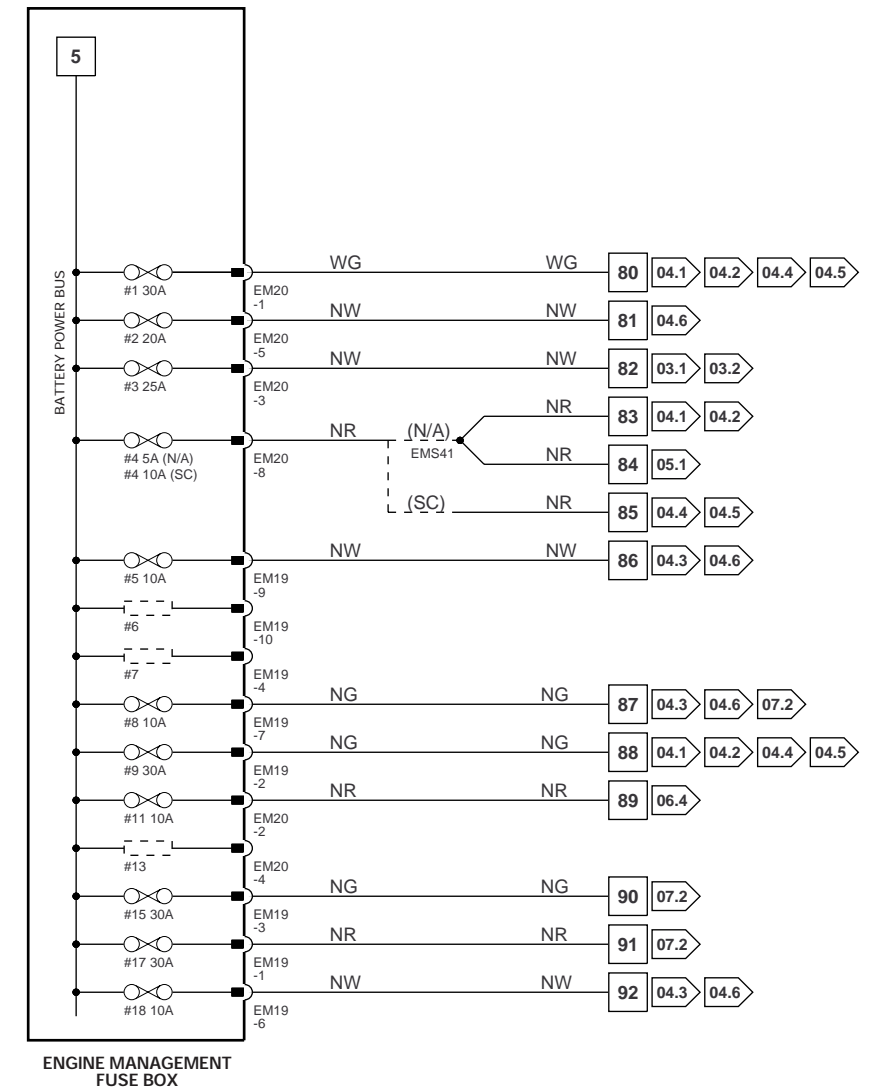 5
BATTERY POWER BUS
#1 30A
EM20
-1
WG WG
80 04.1 04.2 04.4 04.5
#2 20A
EM20
-5
NW NW
81 04.6
#3 25A
EM20
-3
NW NW
82 03.1 03.2
#4 5A (N/A)
#4 10A (SC)
EM20
-8
NR
(N/A)
EMS41
NR
83 04.1 04.2
NR
84 05.1
(SC)
NR
85 04.4 04.5
#5 10A
EM19
-9
NW NW
86 04.3 04.6
#6
EM19
-10
#7
EM19
-4
#8 10A
EM19
-7
NG NG
87 04.3 04.6 07.2
#9 30A
EM19
-2
NG NG
88 04.1 04.2 04.4 04.5
#11 10A
EM20
-2
NR NR
89 06.4
#13
EM20
-4
#15 30A
EM19
-3
NG NG
90 07.2
#17 30A
EM19
-1
NR NR
91 07.2
#18 10A
EM19
-6
NW NW
92 04.3 04.6
ENGINE MANAGEMENT
FUSE BOX